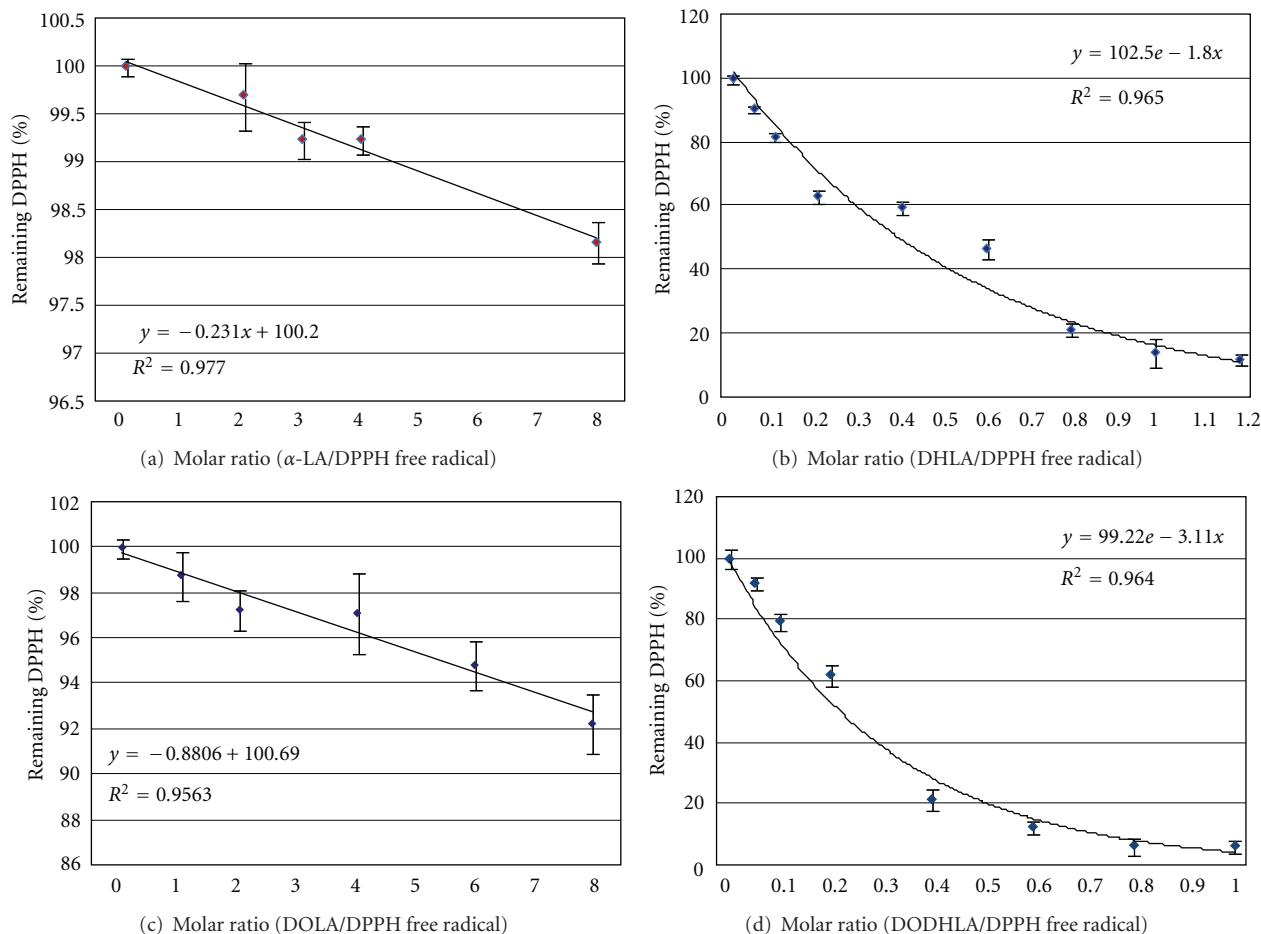 100.5
100
99.5
99
98.5
98
97.5
97
96.5
Remaining DPPH (%)
y = −0.231x + 100.2
R² = 0.977
0 1 2 3 4 5 6 7 8
(a) Molar ratio (α-LA/DPPH free radical)
120
100
80
60
40
20
0
Remaining DPPH (%)
y = 102.5e − 1.8x
R² = 0.965
0 0.1 0.2 0.3 0.4 0.5 0.6 0.7 0.8 0.9 1 1.1 1.2
(b) Molar ratio (DHLA/DPPH free radical)
102
100
98
96
94
92
90
88
86
Remaining DPPH (%)
y = −0.8806 + 100.69
R² = 0.9563
0 1 2 3 4 5 6 7 8
(c) Molar ratio (DOLA/DPPH free radical)
120
100
80
60
40
20
0
Remaining DPPH (%)
y = 99.22e − 3.11x
R² = 0.964
0 0.1 0.2 0.3 0.4 0.5 0.6 0.7 0.8 0.9 1
(d) Molar ratio (DODHLA/DPPH free radical)